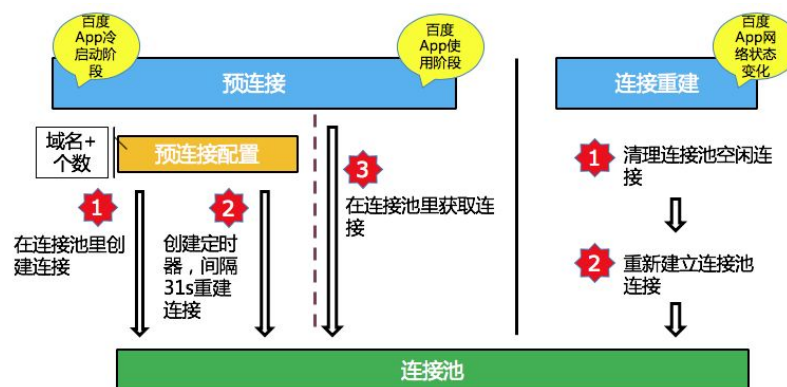 百度
App冷
启动阶
段
百度
App使
用阶段
百度
App网
络状态
变化
预连接
连接重建
域名+
个数
预连接配置
1
在连接池里创
建连接
2
创建定时
器，间隔
31s重建
连接
3
在连接池里获取连
接
1
清理连接池空闲连
接
2
重新建立连接池
连接
连接池